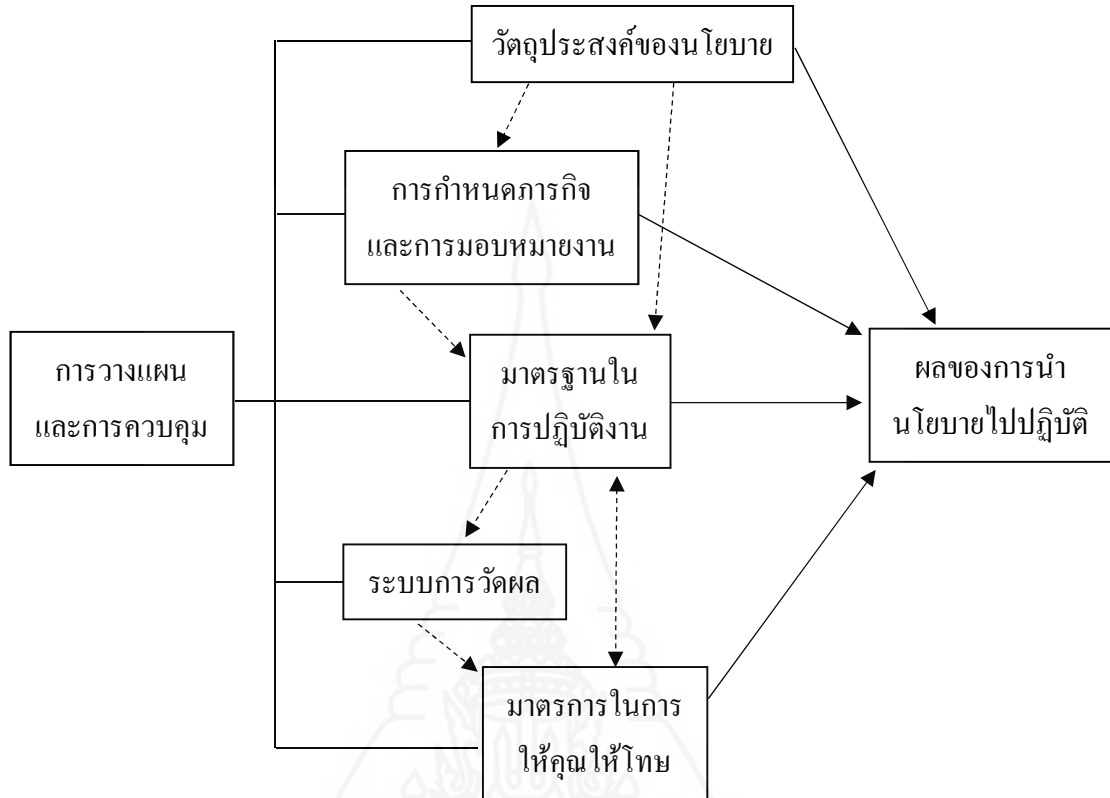 วัตถุประสงค์ของนโยบาย
การกำหนดภารกิจ
และการมอบหมายงาน
การวางแผน
และการควบคุม
มาตรฐานใน
การปฏิบัติงาน
ผลของการนำ
นโยบายไปปฏิบัติ
ระบบการวัดผล
มาตรการในการ
ให้คุณให้โทษ